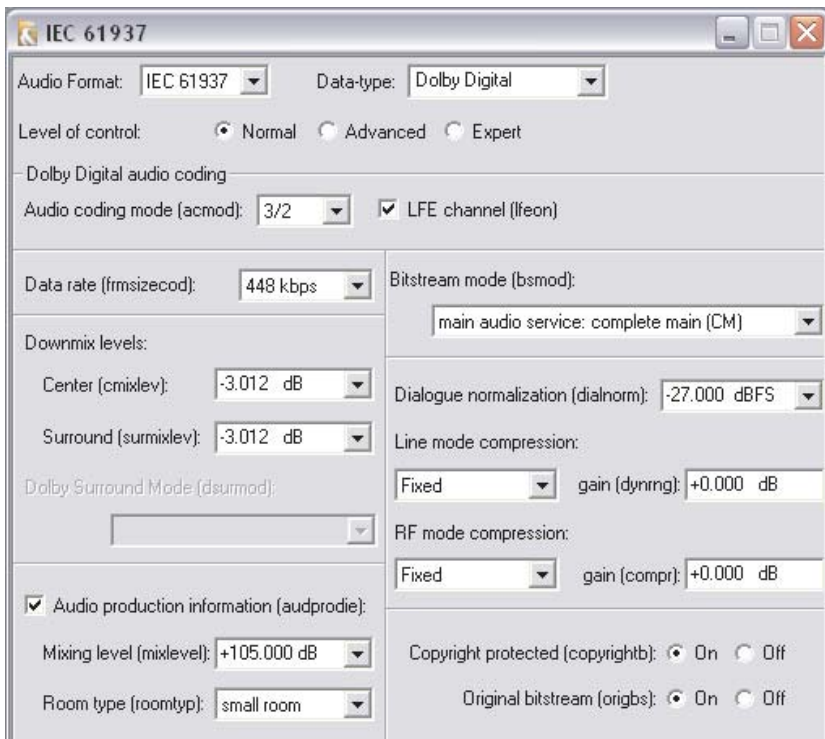 IEC 61937
Audio Format: IEC 61937 Data-type: Dolby Digital
Level of control: Normal Advanced Expert
Dolby Digital audio coding
Audio coding mode (acmod): 3/2 LFE channel (lfeon)
Data rate (frmsizecod): 448 kbps
Downmix levels:
Center (cmixlev): -3.012 dB
Surround (surmixlev): -3.012 dB
Dolby Surround Mode (dsurmod):
Audio production information (audprodie):
Mixing level (mixlevel): +105.000 dB
Room type (roomtyp): small room
Bitstream mode (bsmod):
main audio service: complete main (CM)
Dialogue normalization (dialnorm): -27.000 dBFS
Line mode compression:
Fixed gain (dynrng): +0.000 dB
RF mode compression:
Fixed gain (compr): +0.000 dB
Copyright protected (copyrightb): On Off
Original bitstream (origbs): On Off